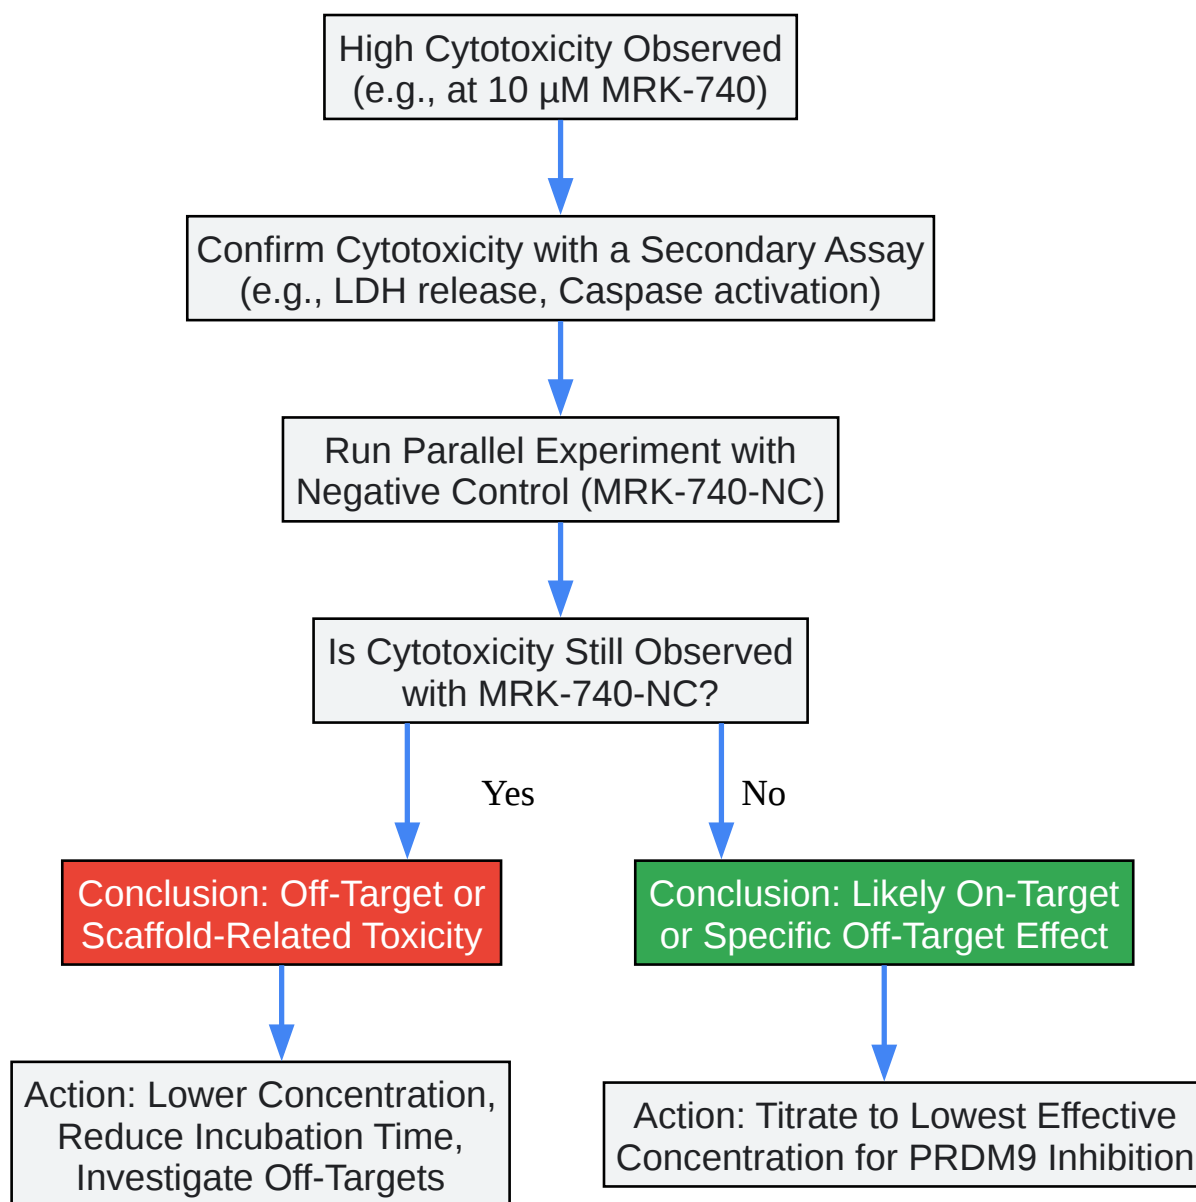 High Cytotoxicity Observed
(e.g., at 10 µM MRK-740)
Confirm Cytotoxicity with a Secondary Assay
(e.g., LDH release, Caspase activation)
Run Parallel Experiment with
Negative Control (MRK-740-NC)
Is Cytotoxicity Still Observed
with MRK-740-NC?
Yes
No
Conclusion: Off-Target or
Scaffold-Related Toxicity
Conclusion: Likely On-Target
or Specific Off-Target Effect
Action: Lower Concentration,
Reduce Incubation Time,
Investigate Off-Targets
Action: Titrate to Lowest Effective
Concentration for PRDM9 Inhibition